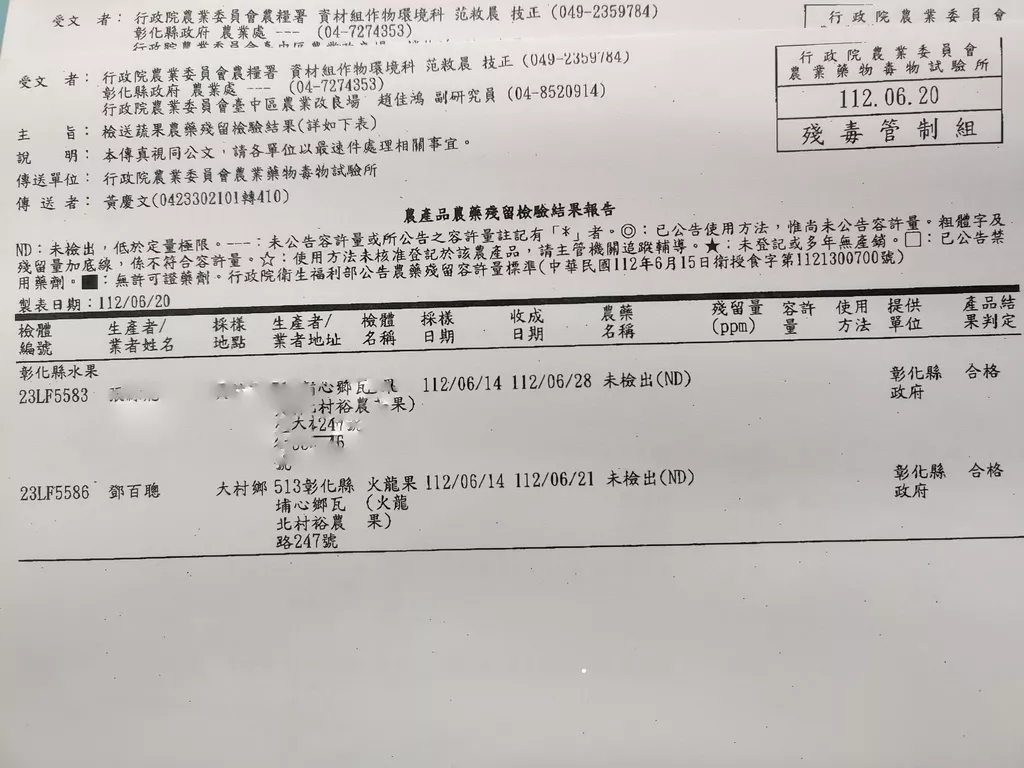 受文 者：行政院農業委員會農糧署 資材組作物環境科 范敕晨 技正 (049-2359784)
彰化縣政府 農業處 --- (04-7274353)
行政院農業委員會
受文 者：行政院農業委員會農糧署 資材組作物環境科 范敕晨 技正 (049-2359784)
彰化縣政府 農業處 --- (04-7274353)
行政院農業委員會臺中區農業改良場 趙佳鴻 副研究員 (04-8520914)
行政院農業委員會
農業藥物毒物試驗所
112.06.20
殘毒管制組
主 旨：檢送蔬果農藥殘留檢驗結果(詳如下表)
說 明：本傳真視同公文，請各單位以最速件處理相關事宜。
傳送單位：行政院農業委員會農業藥物毒物試驗所
傳 送 者：黃慶文(0423302101轉410)
農產品農藥殘留檢驗結果報告
ND：未檢出，低於定量極限。---：未公告容許量或所公告之容許量註記有「*」者。◎：已公告使用方法，惟尚未公告容許量。粗體字及
殘留量加底線，係不符合容許量。☆：使用方法未核准登記於該農產品，請主管機關追蹤輔導。★：未登記或多年無產銷。□：已公告禁
用藥劑。■：無許可證藥劑。行政院衛生福利部公告農藥殘留容許量標準(中華民國112年6月15日衛授食字第1121300700號)
製表日期：112/06/20
檢體 生產者/ 採樣 生產者/ 檢體 採樣 收成 農藥 殘留量 容許 使用 提供 產品結
編號 業者姓名 地點 業者地址 名稱 日期 日期 名稱 (ppm) 量 方法 單位 果判定
彰化縣水果
23LF5583 埔心鄉瓦 果 112/06/14 112/06/28 未檢出(ND) 彰化縣 合格
北村裕農 果) 政府
大 247
號
23LF5586 鄧百聰 大村鄉 513彰化縣 火龍果 112/06/14 112/06/21 未檢出(ND) 彰化縣 合格
埔心鄉瓦 (火龍 政府
北村裕農 果)
路247號